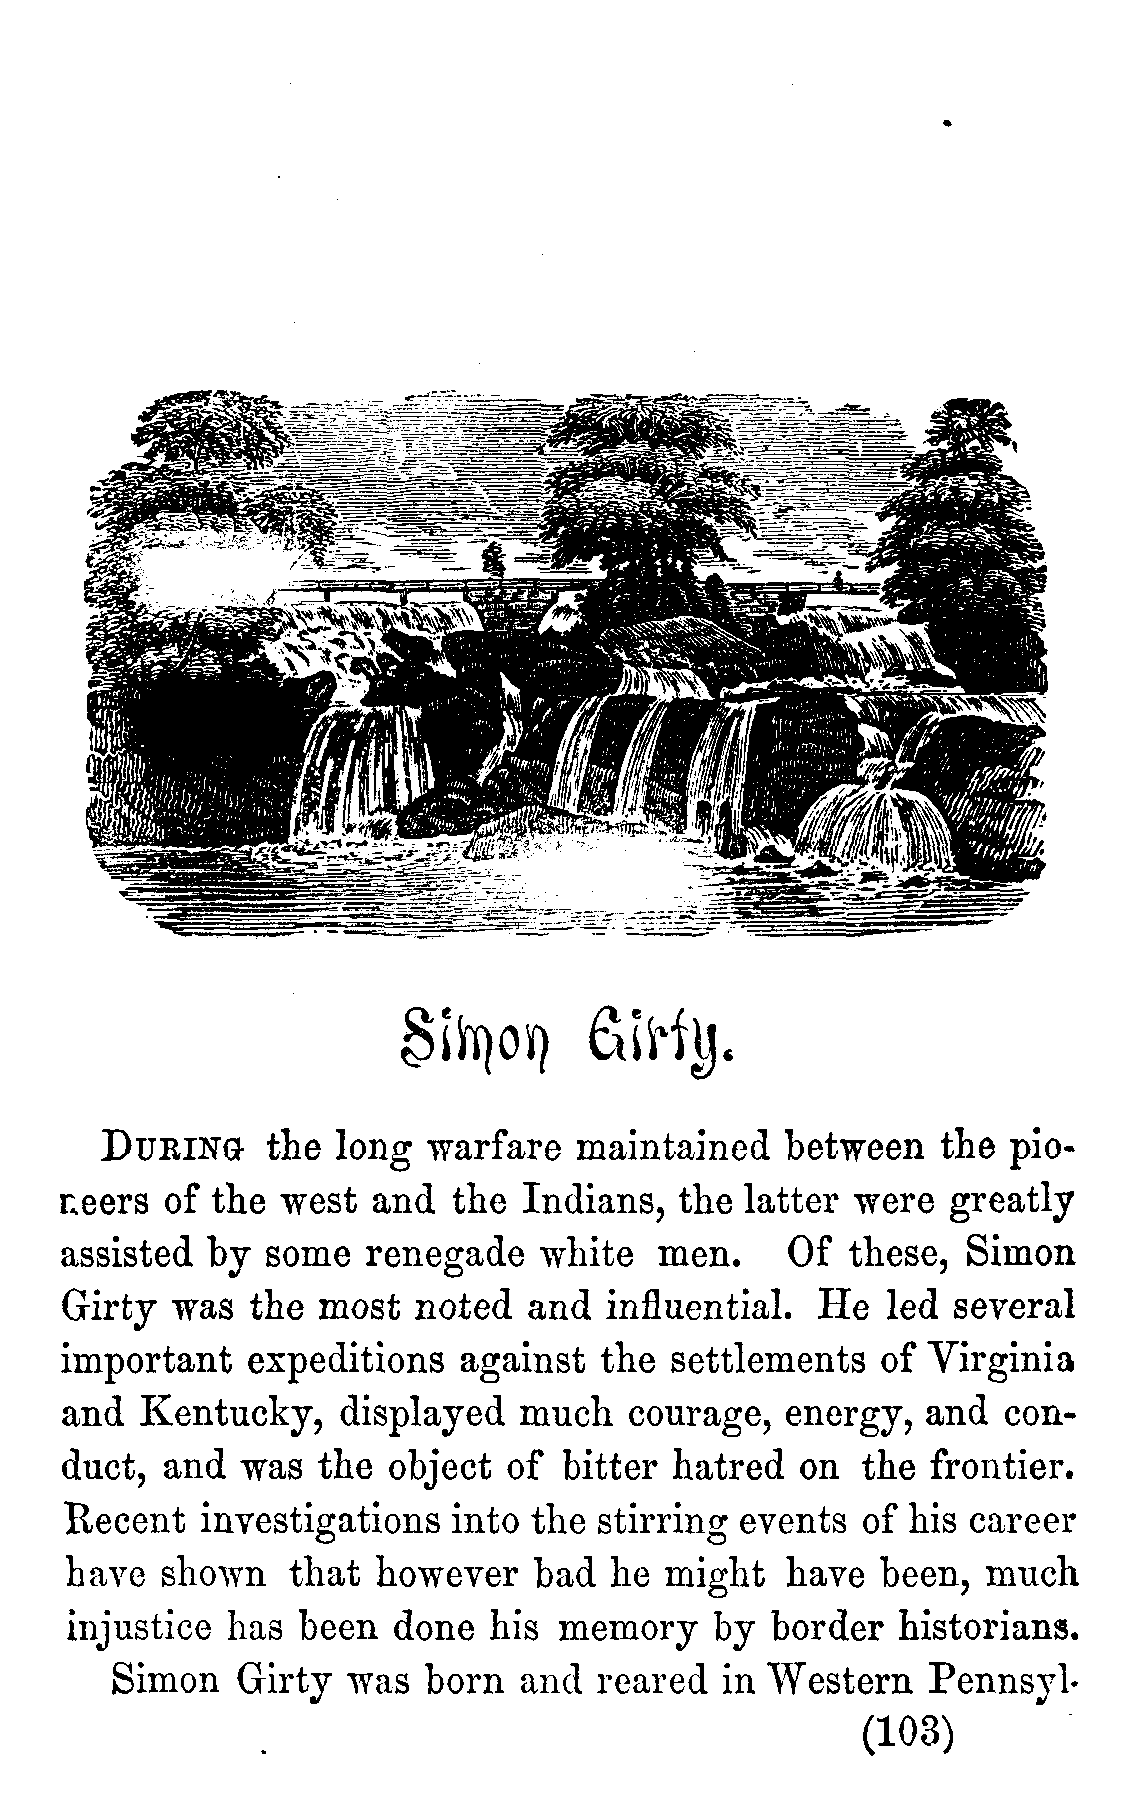 Simon Girty.
DURING the long warfare maintained between the pio-
neers of the west and the Indians, the latter were greatly
assisted by some renegade white men. Of these, Simon
Girty was the most noted and influential. He led several
important expeditions against the settlements of Virginia
and Kentucky, displayed much courage, energy, and con-
duct, and was the object of bitter hatred on the frontier.
Recent investigations into the stirring events of his career
have shown that however bad he might have been, much
injustice has been done his memory by border historians.
Simon Girty was born and reared in Western Pennsyl-
(103)